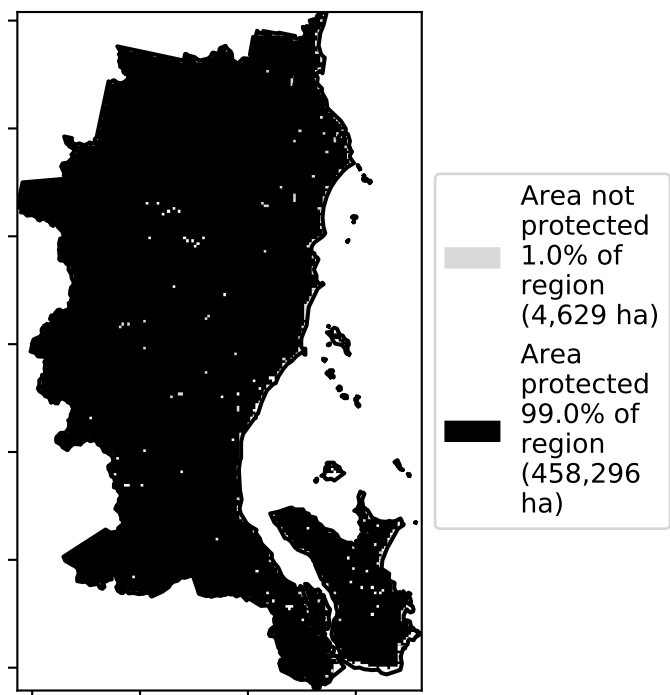 Area not
protected
1.0% of
region
(4,629 ha)
Area
protected
99.0% of
region
(458,296
ha)